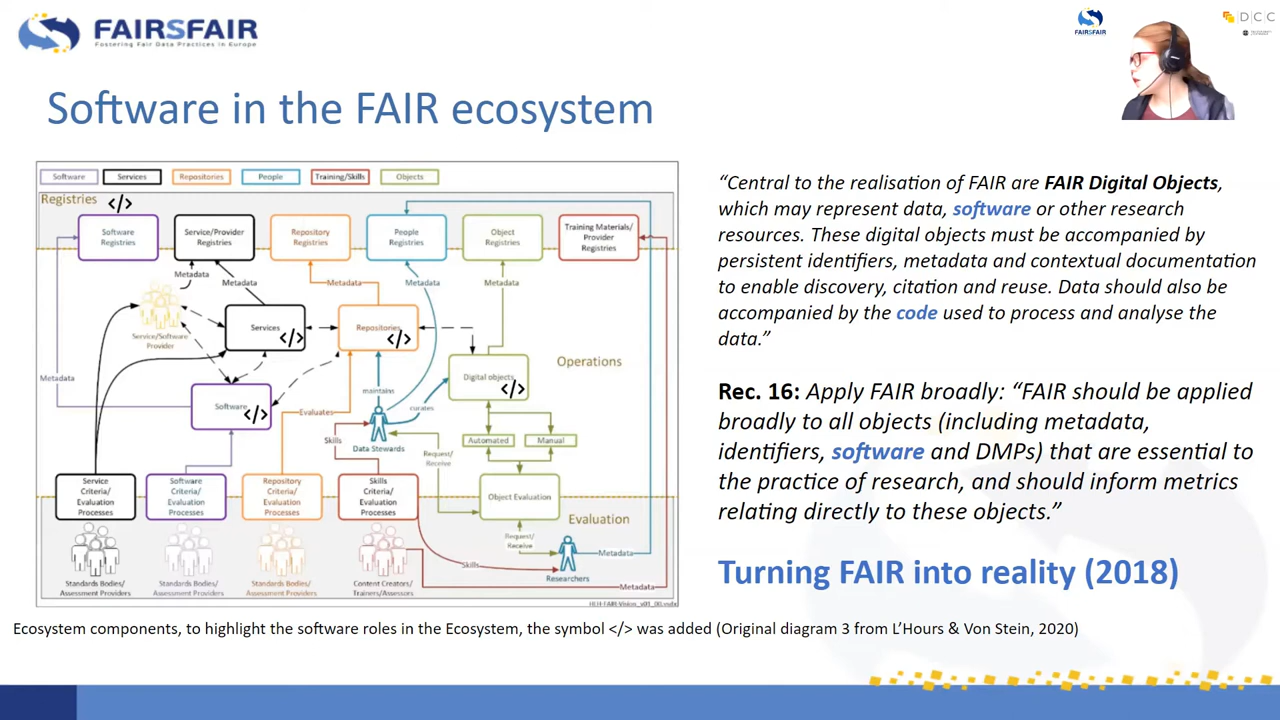 FAIRSFAIR
Fostering Fair Data Practices in Europe
FAIRSFAIR
DCC
Software in the FAIR ecosystem
Software
Services
Repositories
People
Training/Skills
Objects
Registries
</>
Software
Registries
Service/Provider
Registries
Repository
Registries
People
Registries
Object
Registries
Training Materials/
Provider
Registries
Metadata
Metadata
Metadata
Metadata
Metadata
Service/Software
Provider
Services
</>
Repositories
</>
Operations
Metadata
Digital objects
</>
maintains
curates
Software
</>
Evaluates
Skills
Data Stewards
Automated
Manual
Request/
Receive
Service
Criteria/
Evaluation
Processes
Software
Criteria/
Evaluation
Processes
Repository
Criteria/
Evaluation
Processes
Skills
Criteria/
Evaluation
Processes
Object Evaluation
Evaluation
Request/
Receive
Metadata
Skills
Researchers
Metadata
Standards Bodies/
Assessment Providers
Standards Bodies/
Assessment Providers
Standards Bodies/
Assessment Providers
Content Creators/
Trainers/Assessors
“Central to the realisation of FAIR are FAIR Digital Objects,
which may represent data, software or other research
resources. These digital objects must be accompanied by
persistent identifiers, metadata and contextual documentation
to enable discovery, citation and reuse. Data should also be
accompanied by the code used to process and analyse the
data.”
Rec. 16: Apply FAIR broadly: “FAIR should be applied
broadly to all objects (including metadata,
identifiers, software and DMPs) that are essential to
the practice of research, and should inform metrics
relating directly to these objects.”
Turning FAIR into reality (2018)
Ecosystem components, to highlight the software roles in the Ecosystem, the symbol </> was added (Original diagram 3 from L’Hours & Von Stein, 2020)